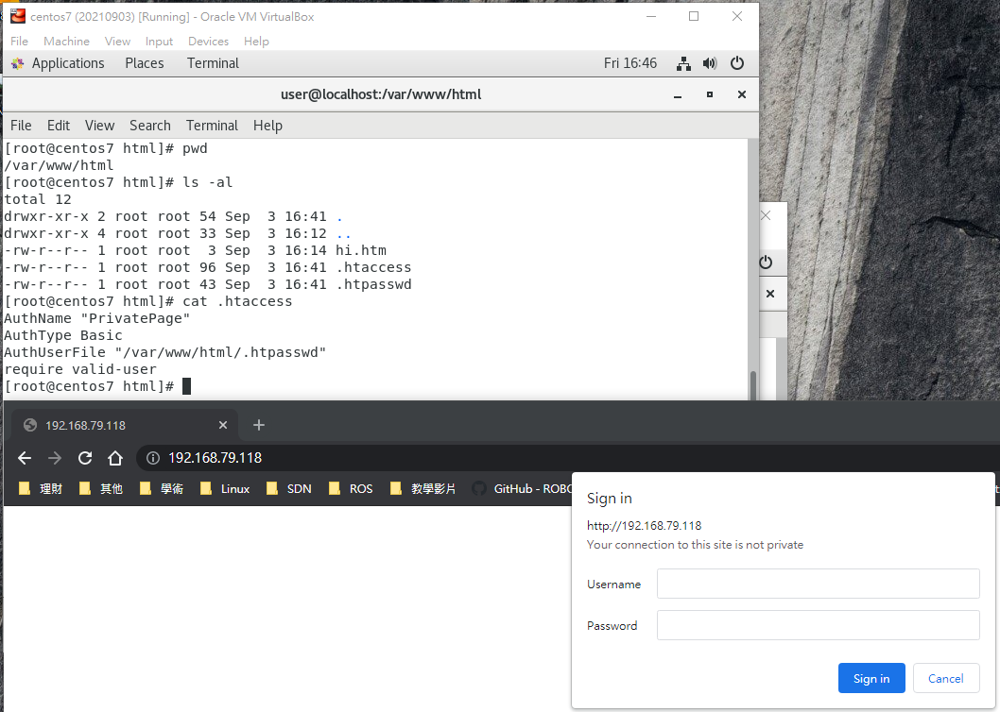 centos7 (20210903) [Running] - Oracle VM VirtualBox
File Machine View Input Devices Help
Applications Places Terminal Fri 16:46
user@localhost:/var/www/html
File Edit View Search Terminal Help
[root@centos7 html]# pwd
/var/www/html
[root@centos7 html]# ls -al
total 12
drwxr-xr-x 2 root root 54 Sep  3 16:41 .
drwxr-xr-x 4 root root 33 Sep  3 16:12 ..
-rw-r--r-- 1 root root  3 Sep  3 16:14 hi.htm
-rw-r--r-- 1 root root 96 Sep  3 16:41 .htaccess
-rw-r--r-- 1 root root 43 Sep  3 16:41 .htpasswd
[root@centos7 html]# cat .htaccess
AuthName "PrivatePage"
AuthType Basic
AuthUserFile "/var/www/html/.htpasswd"
require valid-user
[root@centos7 html]#
192.168.79.118
192.168.79.118
理財 其他 學術 Linux SDN ROS 教學影片 GitHub - ROBO
Sign in
http://192.168.79.118
Your connection to this site is not private
Username
Password
Sign in Cancel